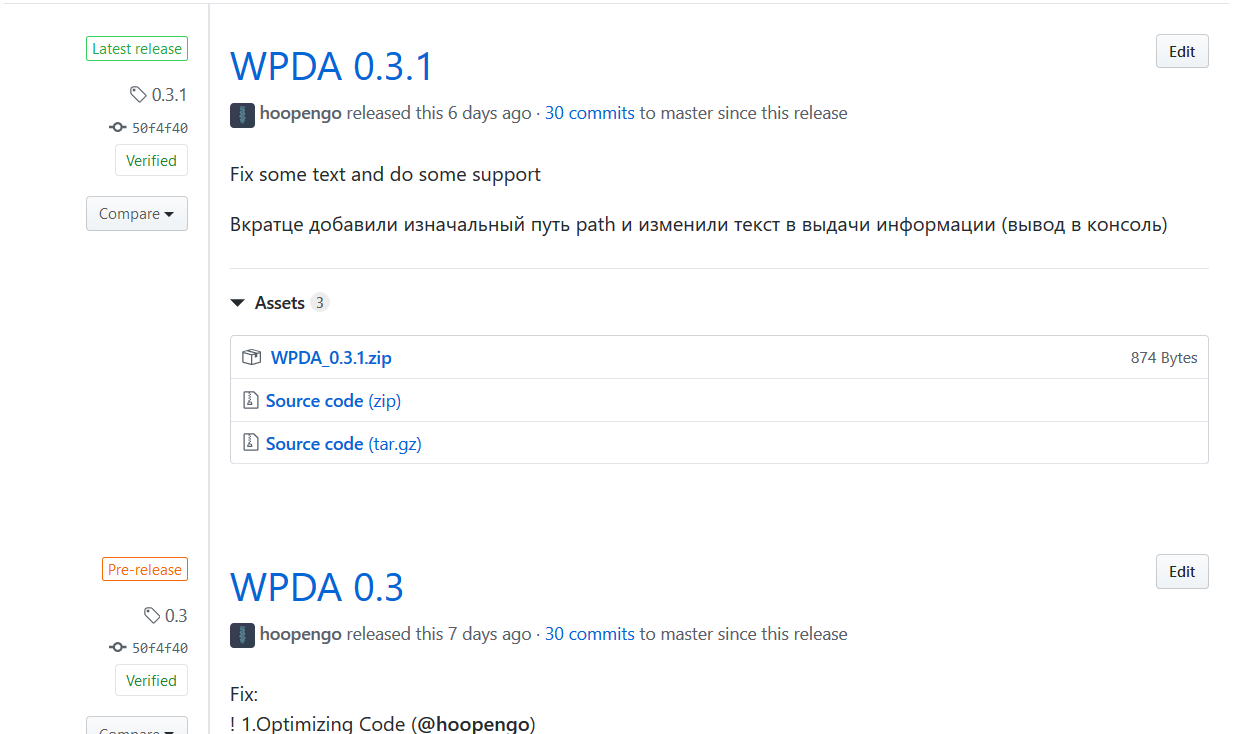 Latest release
0.3.1
50f4f40
Verified
Compare
WPDA 0.3.1
Edit
hoopengo released this 6 days ago · 30 commits to master since this release
Fix some text and do some support
Вкратце добавили изначальный путь path и изменили текст в выдачи информации (вывод в консоль)
Assets 3
WPDA_0.3.1.zip 874 Bytes
Source code (zip)
Source code (tar.gz)
Pre-release
0.3
50f4f40
Verified
Compare
WPDA 0.3
Edit
hoopengo released this 7 days ago · 30 commits to master since this release
Fix:
! 1.Optimizing Code (@hoopengo)